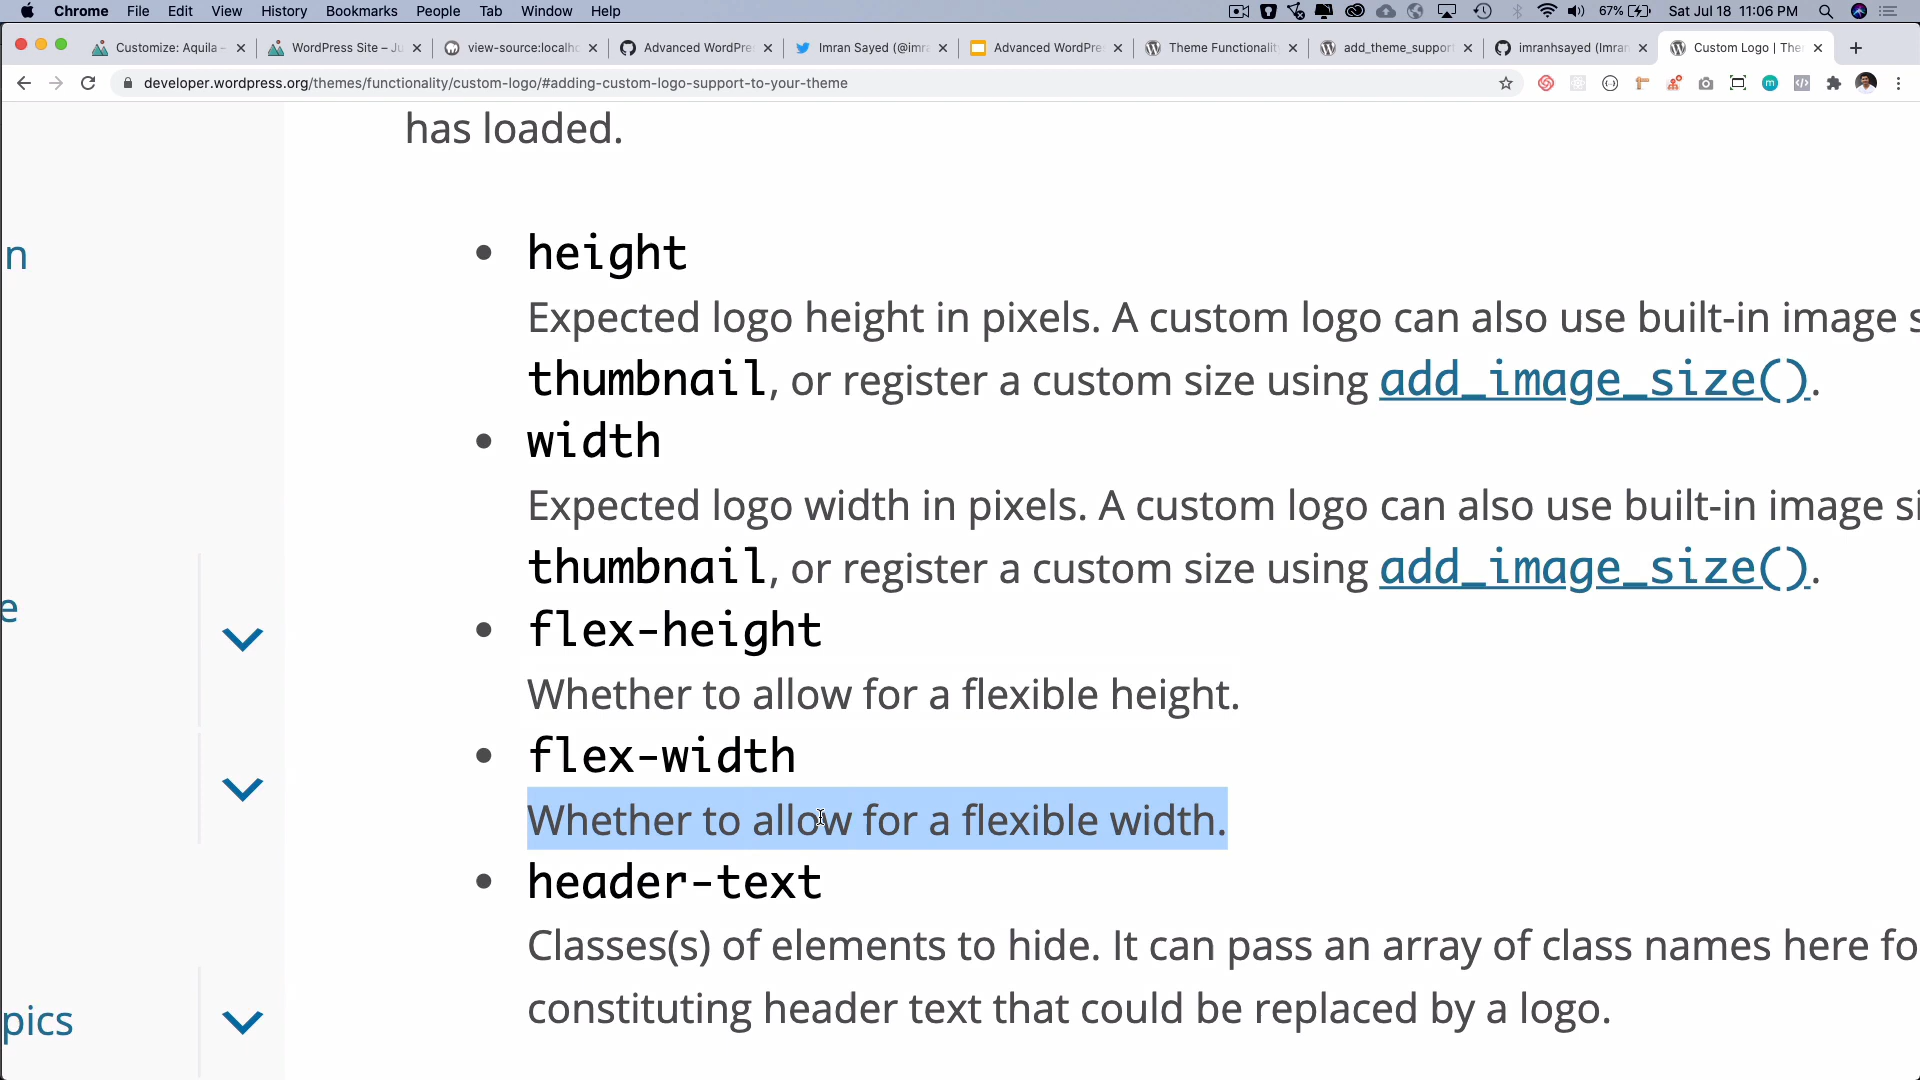 Chrome File Edit View History Bookmarks People Tab Window Help 67% Sat Jul 18 11:06 PM
Customize: Aquila – WordPress Site – Ju view-source:localh Advanced WordPre Imran Sayed (@imra Advanced WordPre Theme Functionalit add_theme_support imranhsayed (Imran Custom Logo | The
developer.wordpress.org/themes/functionality/custom-logo/#adding-custom-logo-support-to-your-theme
has loaded.
height
n
Expected logo height in pixels. A custom logo can also use built-in image s
thumbnail, or register a custom size using add_image_size().
width
Expected logo width in pixels. A custom logo can also use built-in image si
thumbnail, or register a custom size using add_image_size().
e
flex-height
Whether to allow for a flexible height.
flex-width
Whether to allow for a flexible width.
header-text
Classes(s) of elements to hide. It can pass an array of class names here fo
constituting header text that could be replaced by a logo.
pics